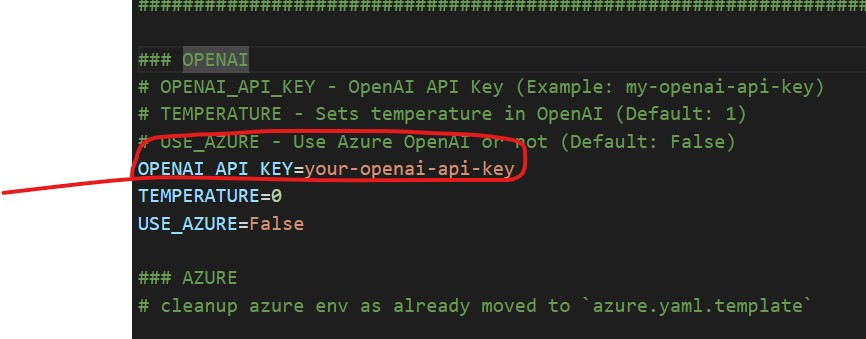 ################################################################################
### OPENAI
# OPENAI_API_KEY - OpenAI API Key (Example: my-openai-api-key)
# TEMPERATURE - Sets temperature in OpenAI (Default: 1)
# USE_AZURE - Use Azure OpenAI or not (Default: False)
OPENAI_API_KEY=your-openai-api-key
TEMPERATURE=0
USE_AZURE=False
### AZURE
# cleanup azure env as already moved to `azure.yaml.template`